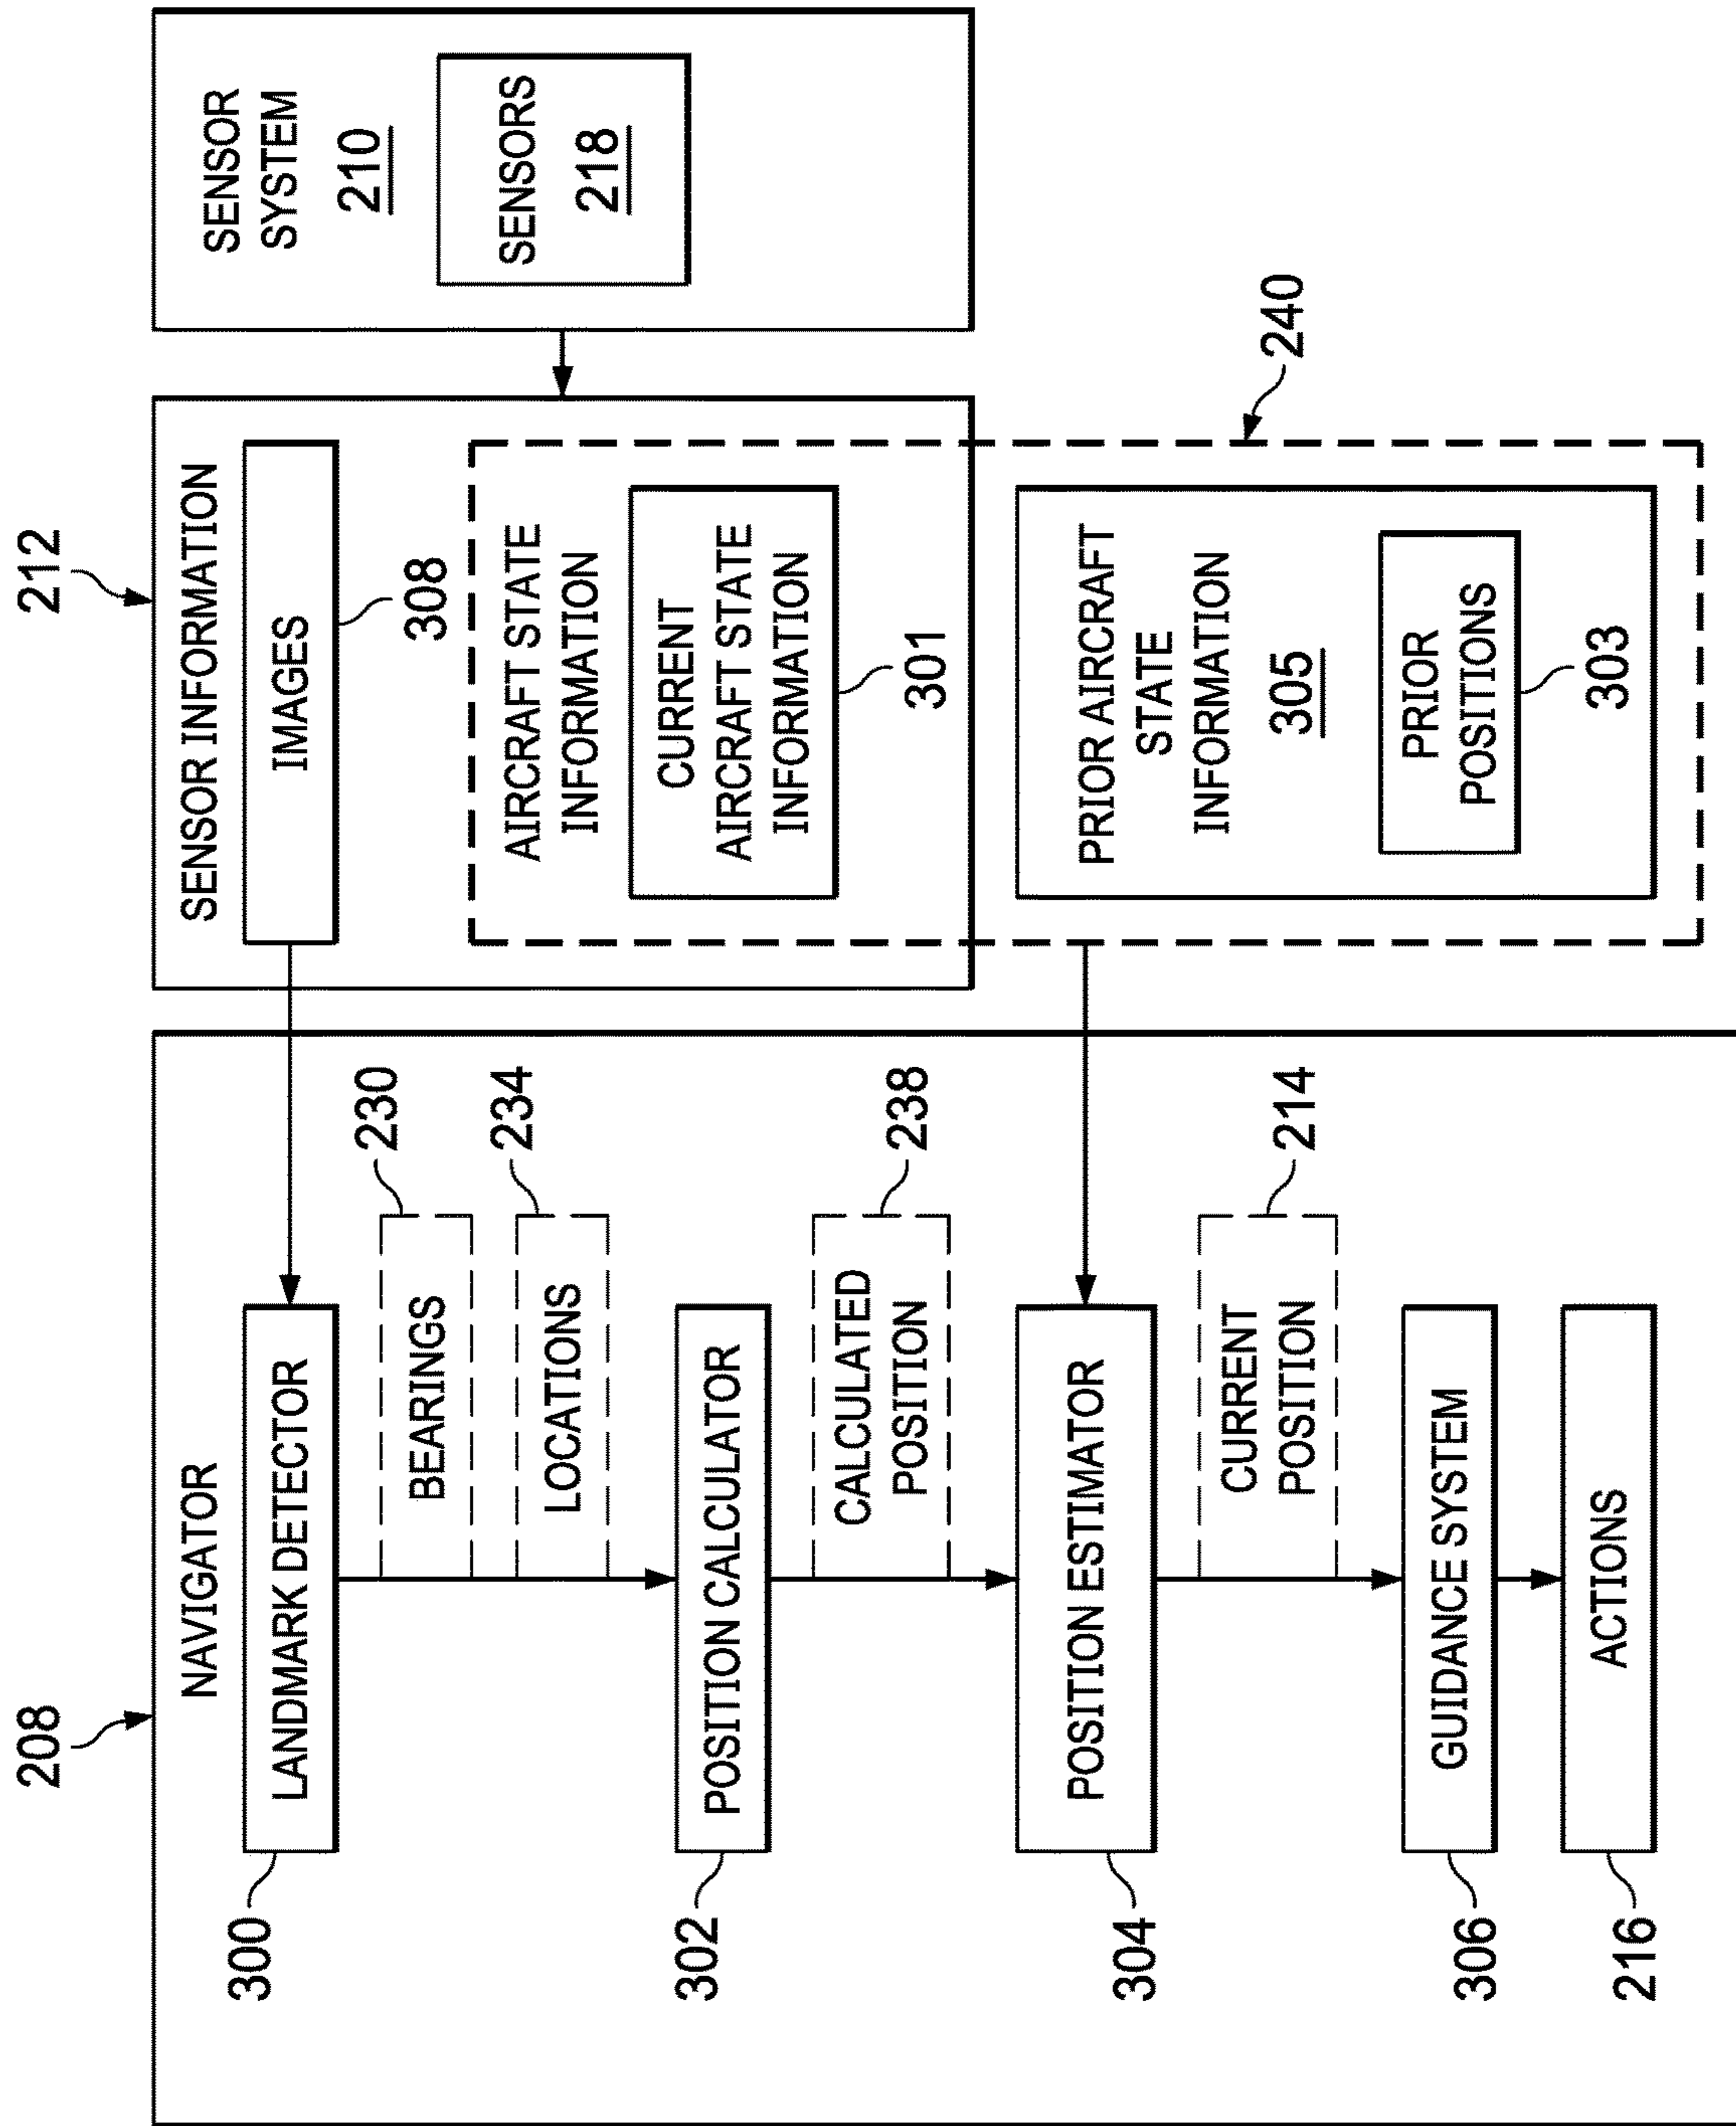 208
NAVIGATOR
300
LANDMARK DETECTOR
BEARINGS
230
LOCATIONS
234
302
POSITION CALCULATOR
CALCULATED
POSITION
238
304
POSITION ESTIMATOR
CURRENT
POSITION
214
306
GUIDANCE SYSTEM
216
ACTIONS
212
SENSOR INFORMATION
IMAGES
308
AIRCRAFT STATE
INFORMATION
CURRENT
AIRCRAFT STATE
INFORMATION
301
240
PRIOR AIRCRAFT
STATE
INFORMATION
305
PRIOR
POSITIONS
303
SENSOR
SYSTEM
210
SENSORS
218